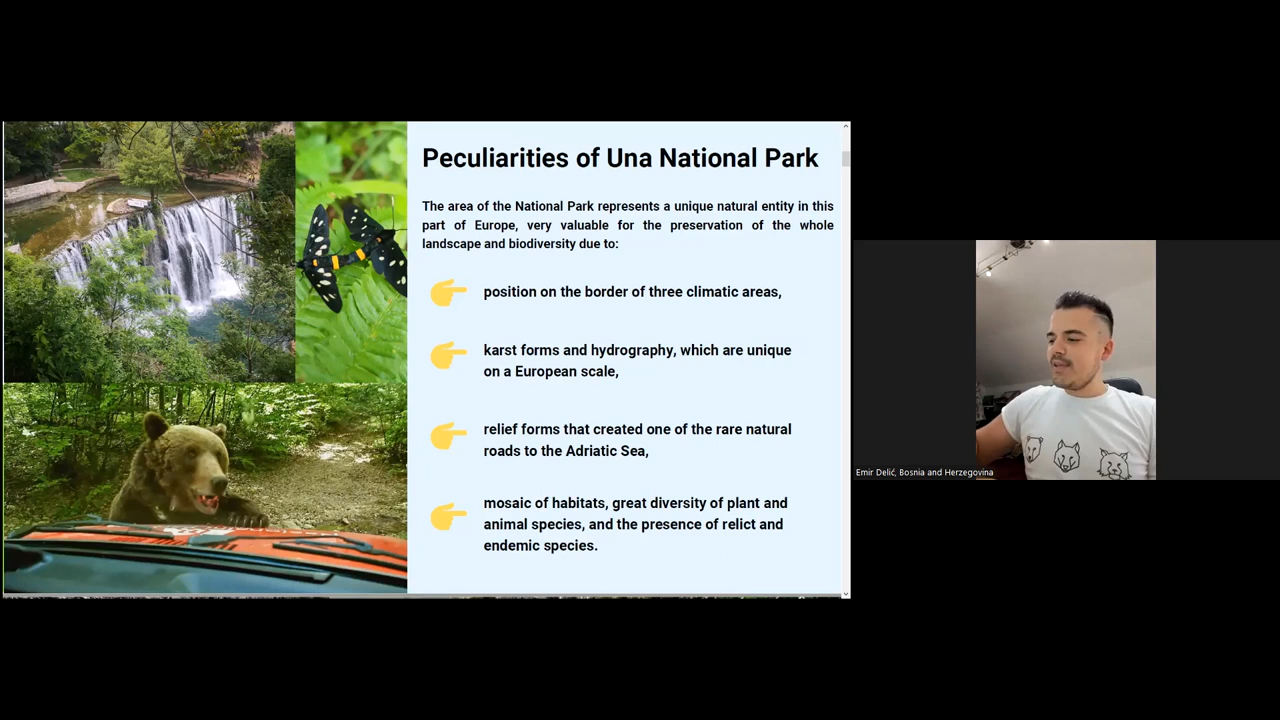 Peculiarities of Una National Park
The area of the National Park represents a unique natural entity in this
part of Europe, very valuable for the preservation of the whole
landscape and biodiversity due to:
position on the border of three climatic areas,
karst forms and hydrography, which are unique
on a European scale,
relief forms that created one of the rare natural
roads to the Adriatic Sea,
mosaic of habitats, great diversity of plant and
animal species, and the presence of relict and
endemic species.
Emir Delić, Bosnia and Herzegovina